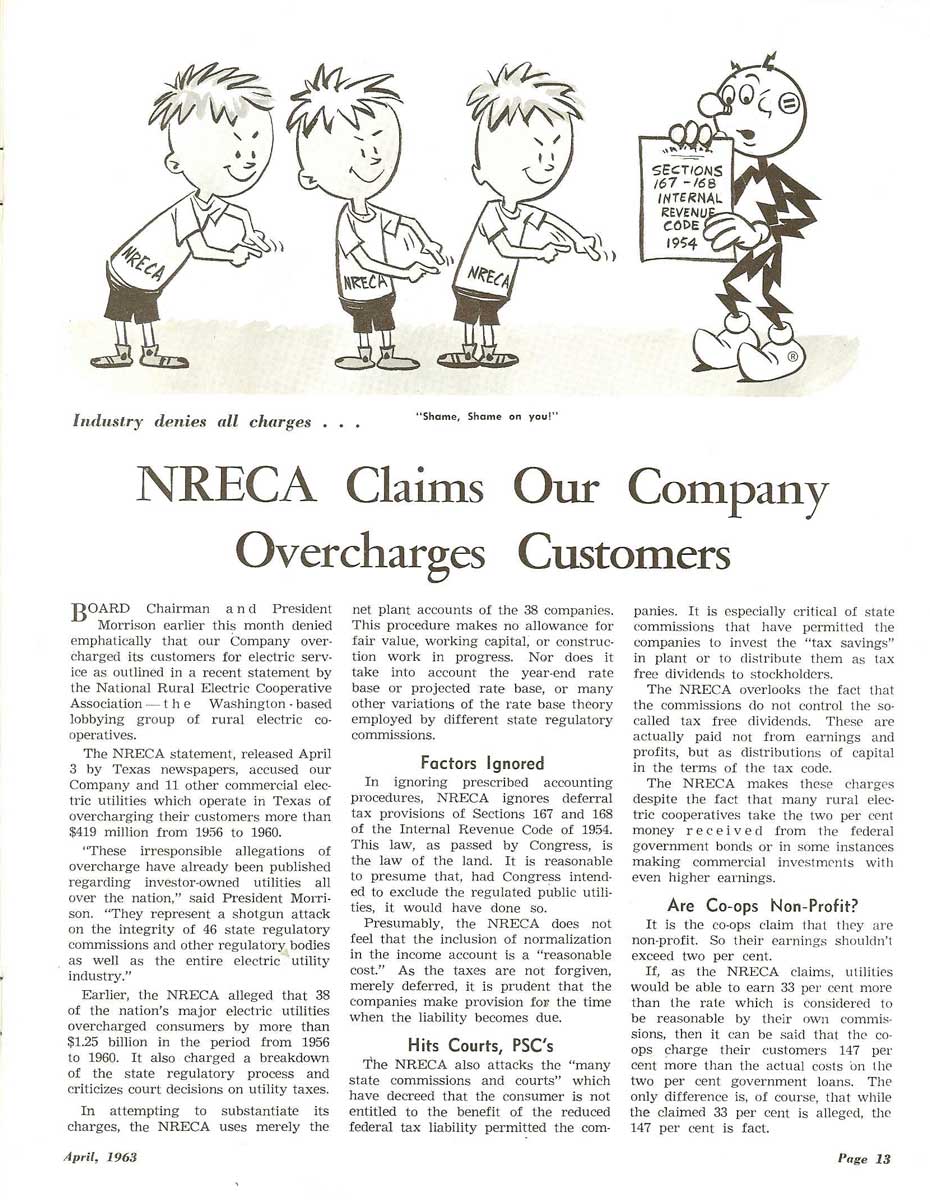 NRECA
NRECA
NRECA
SECTIONS
167-168
INTERNAL
REVENUE
CODE
1954
®
Industry denies all charges . . .
"Shame, Shame on you!"
NRECA Claims Our Company
Overcharges Customers
BOARD Chairman and President
Morrison earlier this month denied
emphatically that our Company over-
charged its customers for electric serv-
ice as outlined in a recent statement by
the National Rural Electric Cooperative
Association — the Washington-based
lobbying group of rural electric co-
operatives.
The NRECA statement, released April
3 by Texas newspapers, accused our
Company and 11 other commercial elec-
tric utilities which operate in Texas of
overcharging their customers more than
$419 million from 1956 to 1960.
"These irresponsible allegations of
overcharge have already been published
regarding investor-owned utilities all
over the nation," said President Morri-
son. "They represent a shotgun attack
on the integrity of 46 state regulatory
commissions and other regulatory bodies
as well as the entire electric utility
industry."
Earlier, the NRECA alleged that 38
of the nation's major electric utilities
overcharged consumers by more than
$1.25 billion in the period from 1956
to 1960. It also charged a breakdown
of the state regulatory process and
criticizes court decisions on utility taxes.
In attempting to substantiate its
charges, the NRECA uses merely the
net plant accounts of the 38 companies.
This procedure makes no allowance for
fair value, working capital, or construc-
tion work in progress. Nor does it
take into account the year-end rate
base or projected rate base, or many
other variations of the rate base theory
employed by different state regulatory
commissions.
Factors Ignored
In ignoring prescribed accounting
procedures, NRECA ignores deferral
tax provisions of Sections 167 and 168
of the Internal Revenue Code of 1954.
This law, as passed by Congress, is
the law of the land. It is reasonable
to presume that, had Congress intend-
ed to exclude the regulated public utili-
ties, it would have done so.
Presumably, the NRECA does not
feel that the inclusion of normalization
in the income account is a "reasonable
cost." As the taxes are not forgiven,
merely deferred, it is prudent that the
companies make provision for the time
when the liability becomes due.
Hits Courts, PSC's
The NRECA also attacks the "many
state commissions and courts" which
have decreed that the consumer is not
entitled to the benefit of the reduced
federal tax liability permitted the com-
panies. It is especially critical of state
commissions that have permitted the
companies to invest the "tax savings"
in plant or to distribute them as tax
free dividends to stockholders.
The NRECA overlooks the fact that
the commissions do not control the so-
called tax free dividends. These are
actually paid not from earnings and
profits, but as distributions of capital
in the terms of the tax code.
The NRECA makes these charges
despite the fact that many rural elec-
tric cooperatives take the two per cent
money received from the federal
government bonds or in some instances
making commercial investments with
even higher earnings.
Are Co-ops Non-Profit?
It is the co-ops claim that they are
non-profit. So their earnings shouldn't
exceed two per cent.
If, as the NRECA claims, utilities
would be able to earn 33 per cent more
than the rate which is considered to
be reasonable by their own commis-
sions, then it can be said that the co-
ops charge their customers 147 per
cent more than the actual costs on the
two per cent government loans. The
only difference is, of course, that while
the claimed 33 per cent is alleged, the
147 per cent is fact.
April, 1963
Page 13